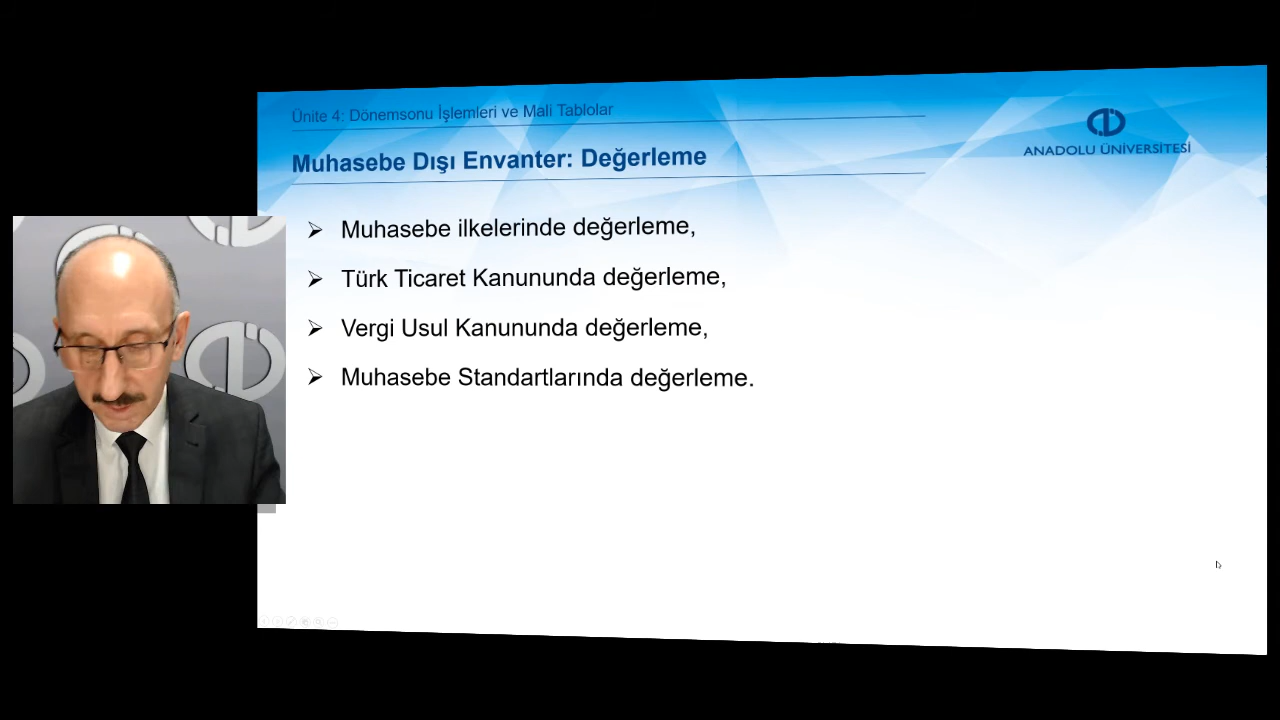 Ünite 4: Dönemsonu İşlemleri ve Mali Tablolar
ANADOLU ÜNİVERSİTESİ
Muhasebe Dışı Envanter: Değerleme
➢ Muhasebe ilkelerinde değerleme,
➢ Türk Ticaret Kanununda değerleme,
➢ Vergi Usul Kanununda değerleme,
➢ Muhasebe Standartlarında değerleme.